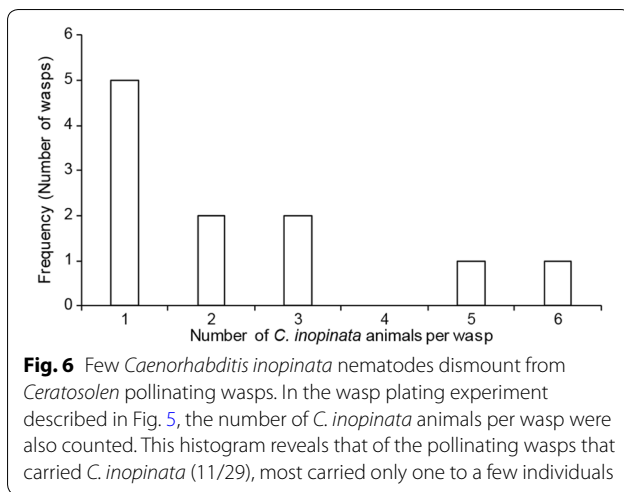 6
5
4
3
2
1
0
Frequency (Number of wasps)
1 2 3 4 5 6
Number of C. inopinata animals per wasp
Fig. 6 Few Caenorhabditis inopinata nematodes dismount from
Ceratosolen pollinating wasps. In the wasp plating experiment
described in Fig. 5, the number of C. inopinata animals per wasp were
also counted. This histogram reveals that of the pollinating wasps that
carried C. inopinata (11/29), most carried only one to a few individuals